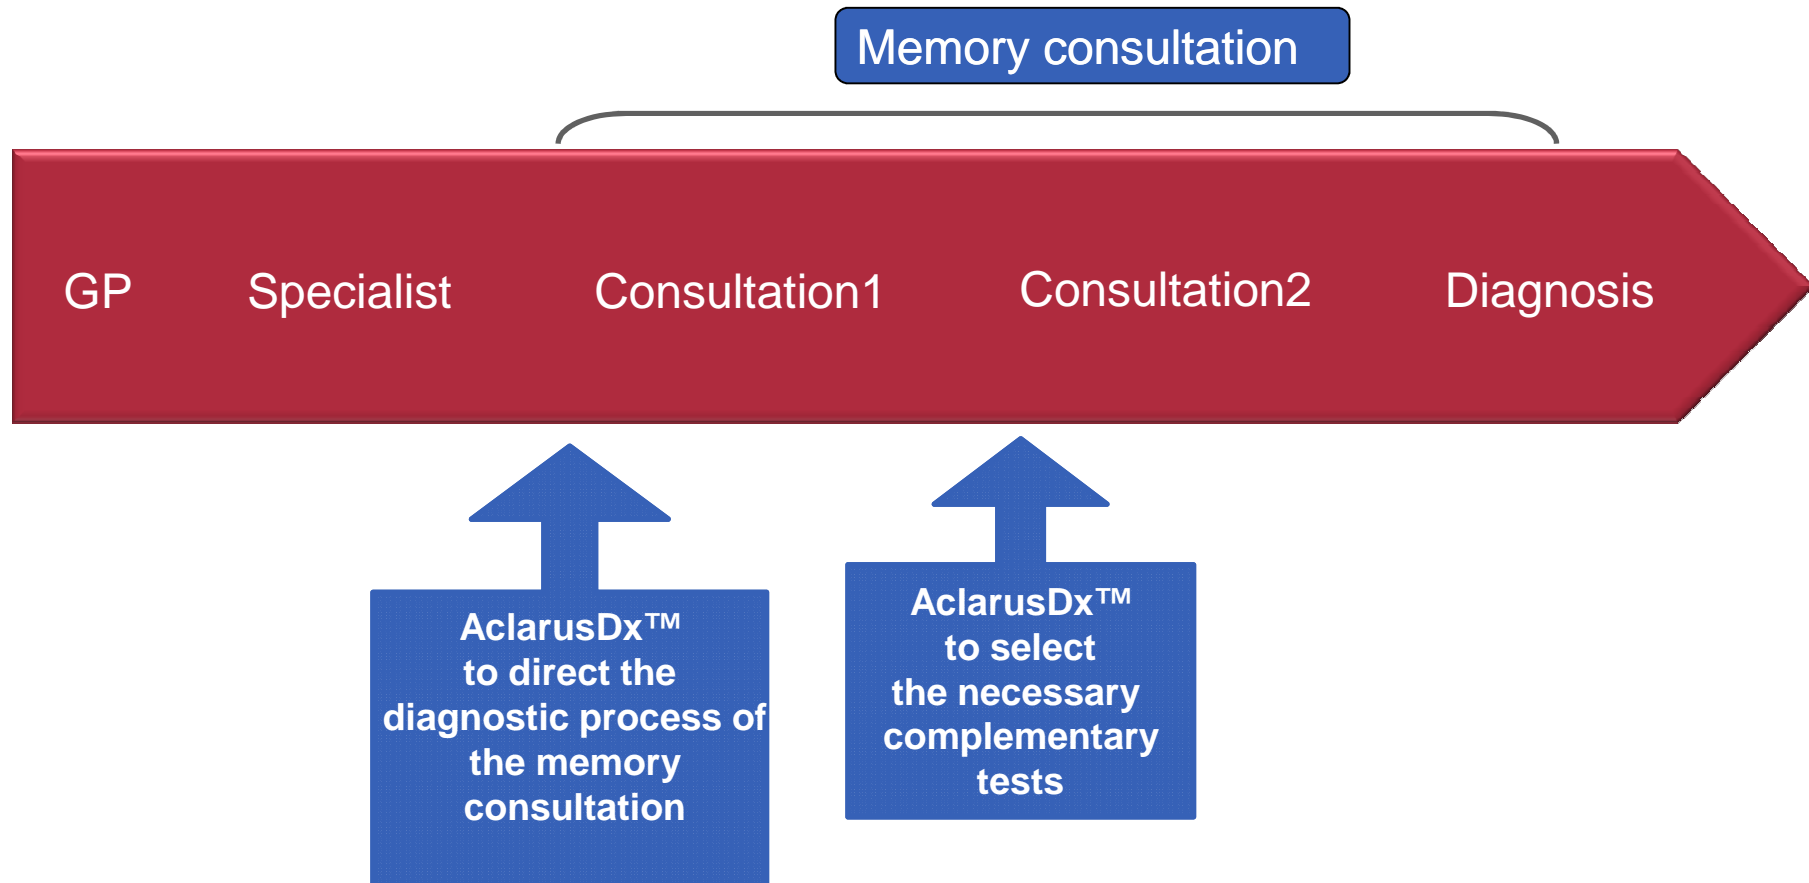 Memory consultation
GP
Specialist
Consultation1
Consultation2
Diagnosis
AclarusDx™
to direct the
diagnostic process of
the memory
consultation
AclarusDx™
to select
the necessary
complementary
tests